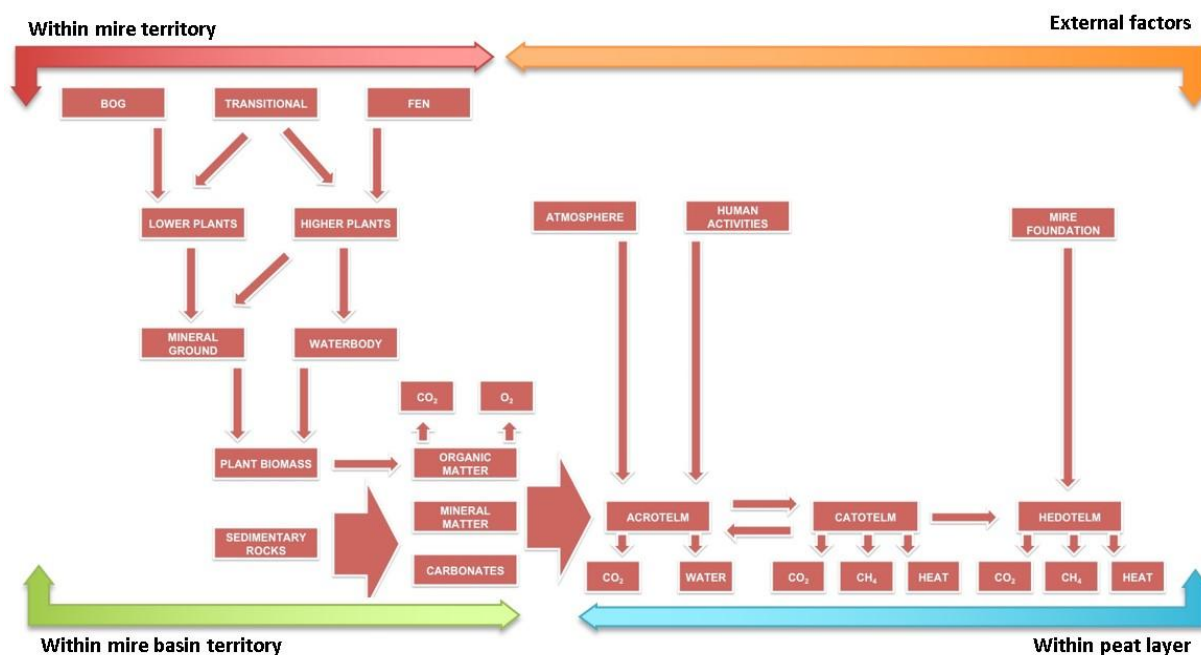 Within mire territory
External factors
BOG
TRANSITIONAL
FEN
LOWER PLANTS
HIGHER PLANTS
ATMOSPHERE
HUMAN
ACTIVITIES
MIRE
FOUNDATION
MINERAL
GROUND
WATERBODY
CO₂
O₂
PLANT BIOMASS
ORGANIC
MATTER
SEDIMENTARY
ROCKS
MINERAL
MATTER
CARBONATES
ACROTELM
CATOTELM
HEDOTELM
CO₂
WATER
CO₂
CH₄
HEAT
CO₂
CH₄
HEAT
Within mire basin territory
Within peat layer